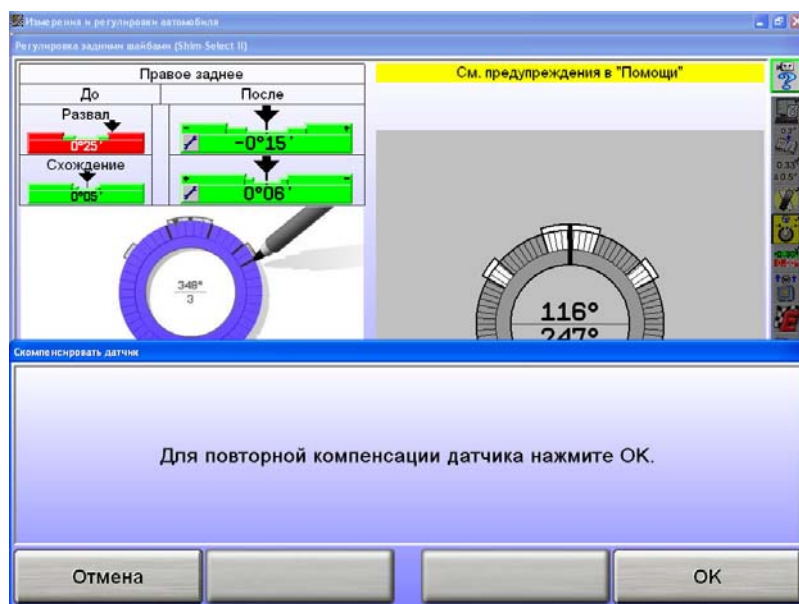 Измерения и регулировки автомобиля
Регулировка задними шайбами (Shim-Select II)
Правое заднее
До
После
Развал
0°25'
- +
-0°15'
Схождение
0°05'
+ -
0°06'
348°
3
См. предупреждения в "Помощи"
116°
247°
Скомпенсировать датчик
Для повторной компенсации датчика нажмите OK.
Отмена
OK